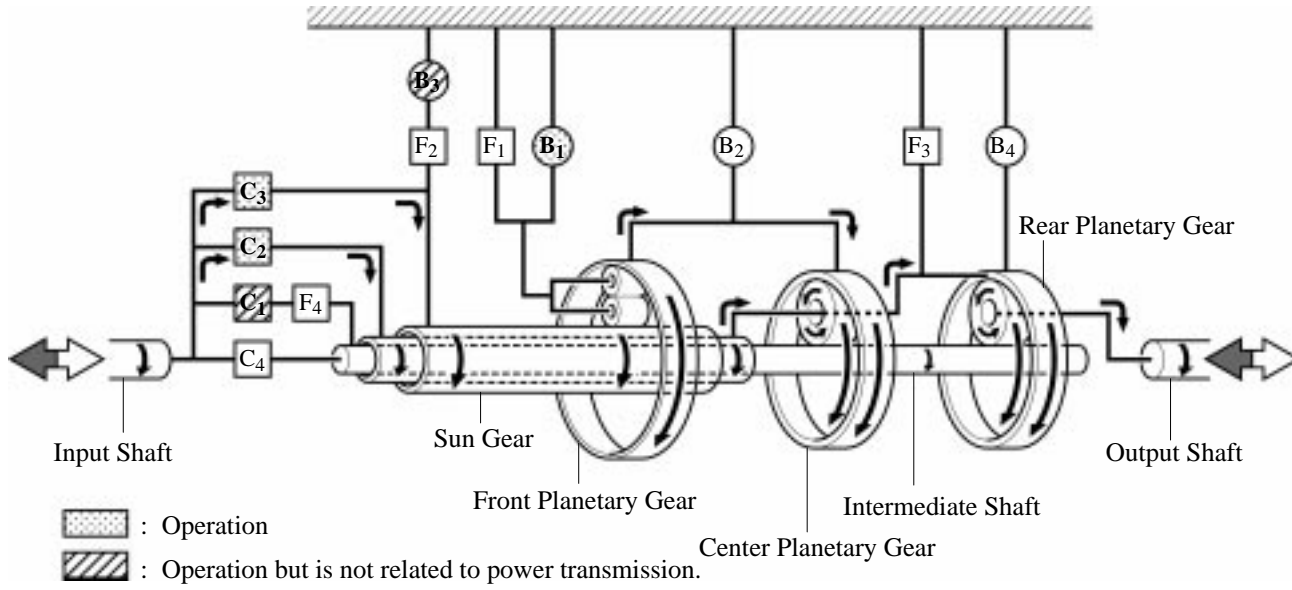 B3
F2
F1
B1
B2
F3
B4
C3
C2
C1
F4
C4
Rear Planetary Gear
Input Shaft
Sun Gear
Output Shaft
Front Planetary Gear
Intermediate Shaft
Center Planetary Gear
: Operation
: Operation but is not related to power transmission.